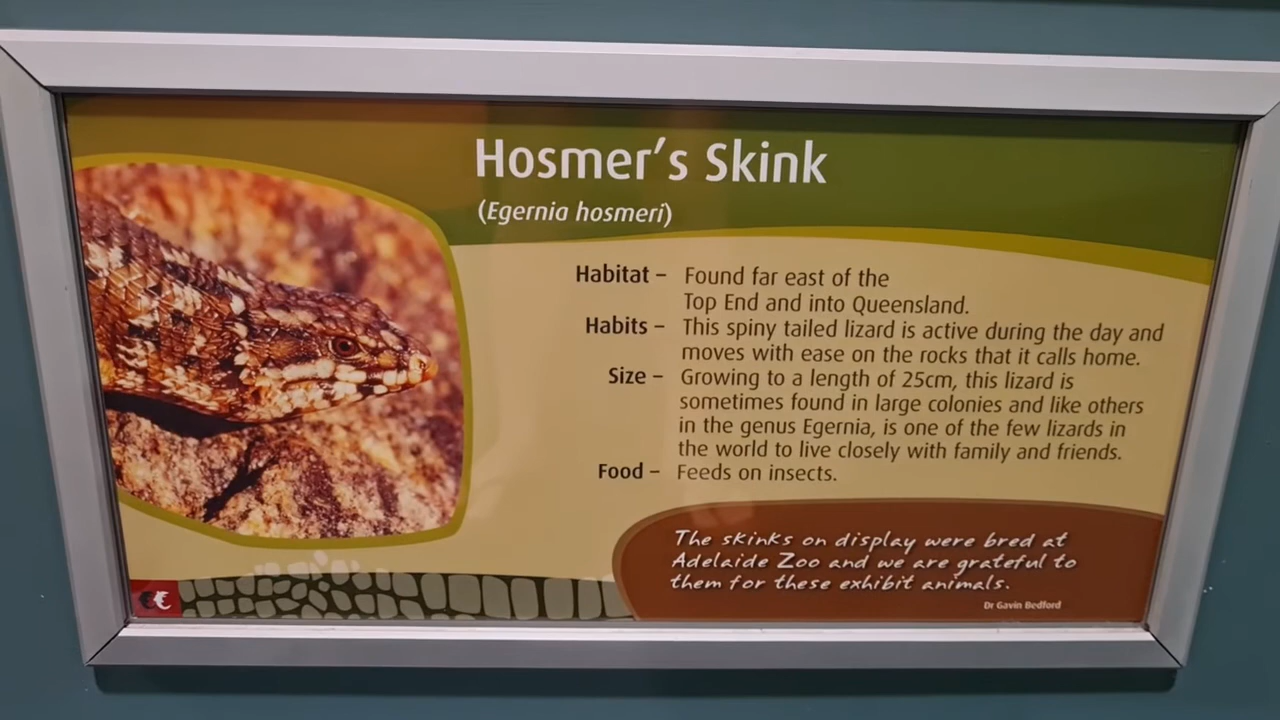 Hosmer's Skink
(Egernia hosmeri)
Habitat – Found far east of the
Top End and into Queensland.
Habits – This spiny tailed lizard is active during the day and
moves with ease on the rocks that it calls home.
Size – Growing to a length of 25cm, this lizard is
sometimes found in large colonies and like others
in the genus Egernia, is one of the few lizards in
the world to live closely with family and friends.
Food – Feeds on insects.
The skinks on display were bred at
Adelaide Zoo and we are grateful to
them for these exhibit animals.
Dr Gavin Bedford